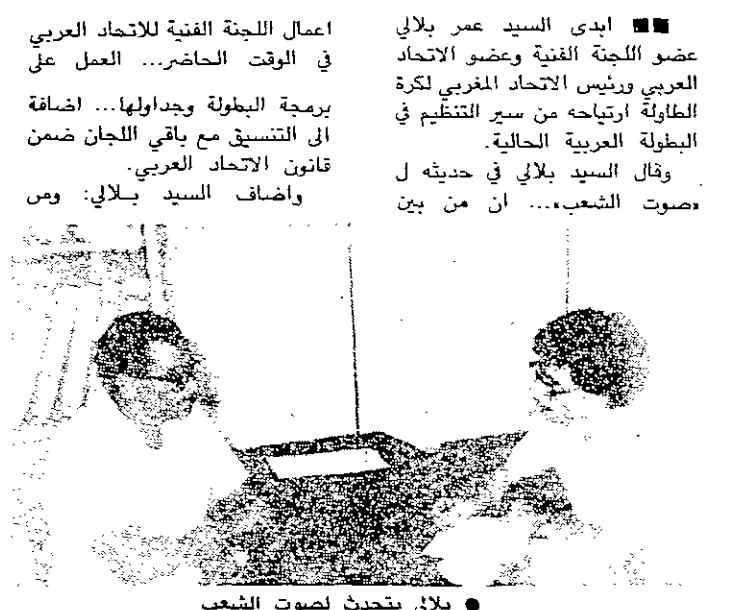 ■■ ابدى السيد عمر بلالي
عضو اللجنة الفنية وعضو الاتحاد
العربي ورئيس الاتحاد المغربي لكرة
الطاولة ارتياحه من سير التنظيم في
البطولة العربية الحالية.
وقال السيد بلالي في حديثه ل
«صوت الشعب»... ان من بين
اعمال اللجنة الفنية للاتحاد العربي
في الوقت الحاضر... العمل على
برمجة البطولة وجداولها... اضافة
الى التنسيق مع باقي اللجان ضمن
قانون الاتحاد العربي.
واضاف السيد بلالي: ومن
● بلالي يتحدث لصوت الشعب